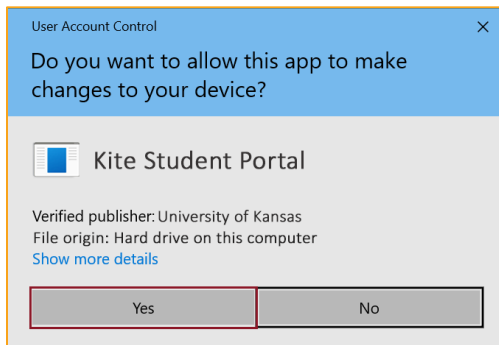 User Account Control
Do you want to allow this app to make
changes to your device?
Kite Student Portal
Verified publisher: University of Kansas
File origin: Hard drive on this computer
Show more details
Yes
No